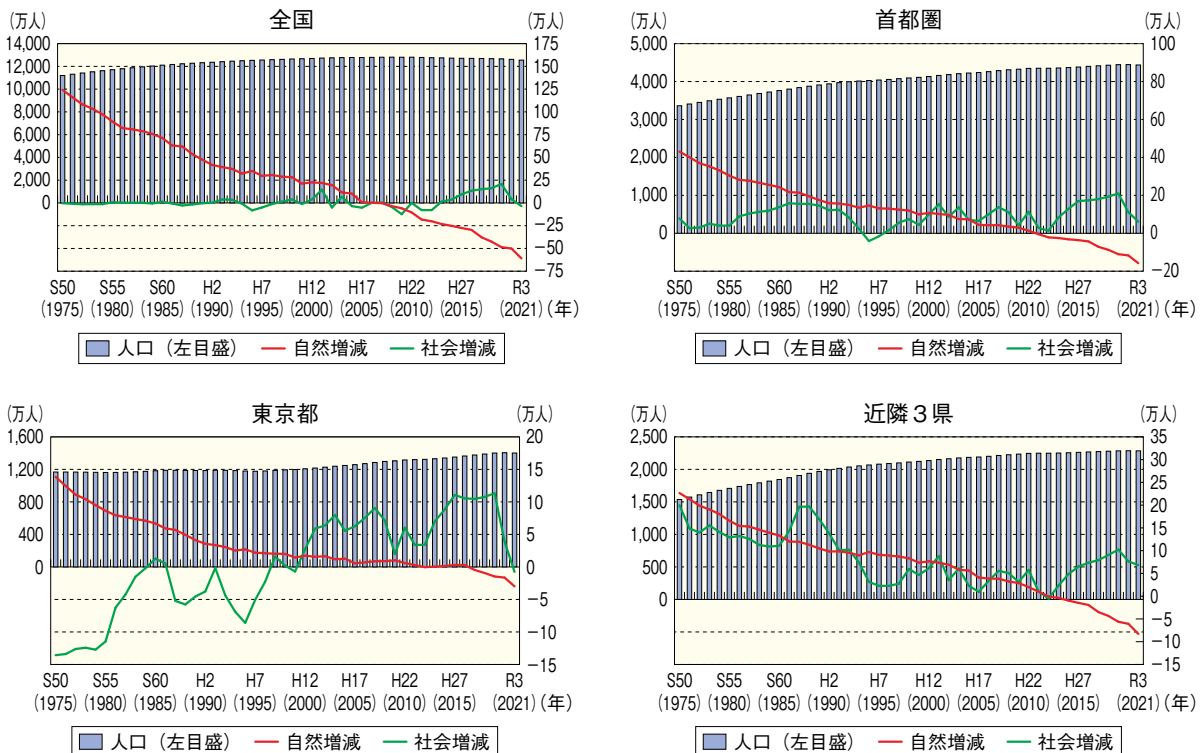 全国
(万人) (万人)
14,000 175
12,000 150
10,000 125
8,000 100
6,000 75
4,000 50
2,000 25
0 0
−25
−50
−75
S50 S55 S60 H2 H7 H12 H17 H22 H27 R3
(1975) (1980) (1985) (1990) (1995) (2000) (2005) (2010) (2015) (2021) (年)
人口（左目盛） 自然増減 社会増減
首都圏
(万人) (万人)
5,000 100
4,000 80
3,000 60
2,000 40
1,000 20
0 0
−20
S50 S55 S60 H2 H7 H12 H17 H22 H27 R3
(1975) (1980) (1985) (1990) (1995) (2000) (2005) (2010) (2015) (2021) (年)
人口（左目盛） 自然増減 社会増減
東京都
(万人) (万人)
1,600 20
1,200 15
800 10
400 5
0 0
−5
−10
−15
S50 S55 S60 H2 H7 H12 H17 H22 H27 R3
(1975) (1980) (1985) (1990) (1995) (2000) (2005) (2010) (2015) (2021) (年)
人口（左目盛） 自然増減 社会増減
近隣３県
(万人) (万人)
2,500 35
30
2,000 25
20
1,500 15
1,000 10
5
500 0
0 −5
−10
−15
S50 S55 S60 H2 H7 H12 H17 H22 H27 R3
(1975) (1980) (1985) (1990) (1995) (2000) (2005) (2010) (2015) (2021) (年)
人口（左目盛） 自然増減 社会増減